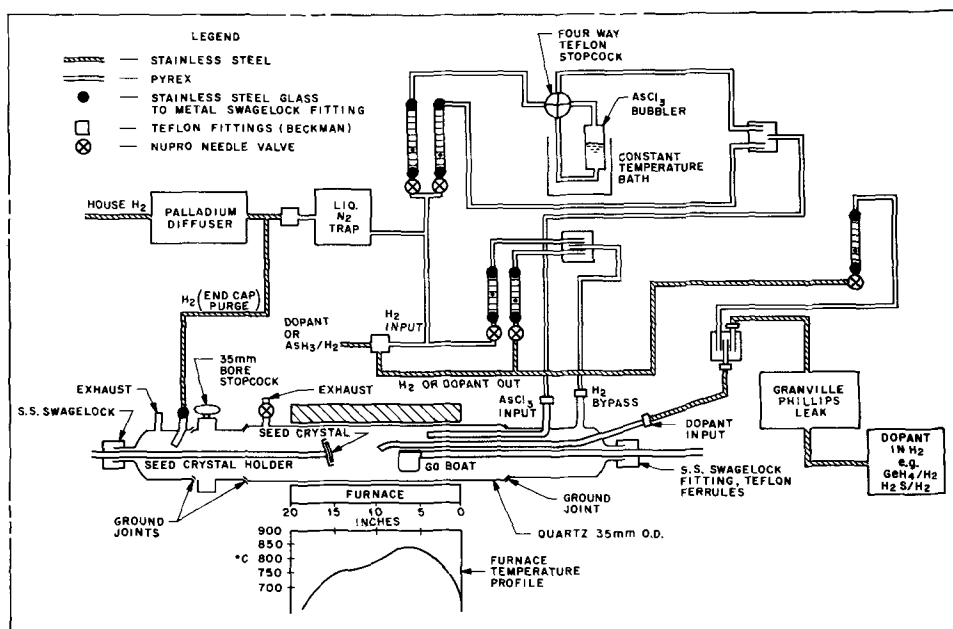 LEGEND
STAINLESS STEEL
PYREX
STAINLESS STEEL GLASS
TO METAL SWAGELOCK FITTING
TEFLON FITTINGS (BECKMAN)
NUPRO NEEDLE VALVE
FOUR WAY
TEFLON
STOPCOCK
AsCl3
BUBBLER
CONSTANT
TEMPERATURE
BATH
HOUSE H2
PALLADIUM
DIFFUSER
LIQ.
N2
TRAP
H2 (END CAP)
PURGE
H2
INPUT
DOPANT
OR
ASH3/H2
35mm
BORE
STOPCOCK
EXHAUST
EXHAUST
H2 OR DOPANT OUT
AsCl3
INPUT
H2
BYPASS
GRANVILLE
PHILLIPS
LEAK
S.S. SWAGELOCK
SEED CRYSTAL
DOPANT
INPUT
DOPANT
IN H2
e.g.
GeH4/H2
H2S/H2
SEED CRYSTAL HOLDER
Ga BOAT
S.S. SWAGELOCK
FITTING, TEFLON
FERRULES
GROUND
JOINTS
FURNACE
20 15 10 5 0
INCHES
GROUND
JOINT
QUARTZ 35mm O.D.
°C
900
850
800
750
700
FURNACE
TEMPERATURE
PROFILE